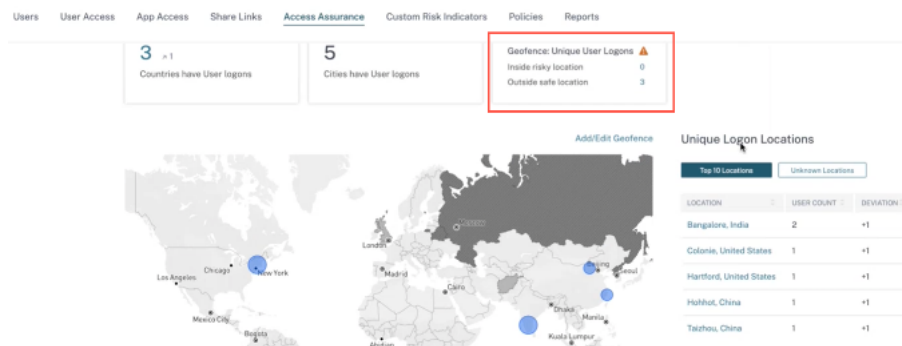 Users User Access App Access Share Links Access Assurance Custom Risk Indicators Policies Reports
3 ↗ 1
Countries have User logons
5
Cities have User logons
Geofence: Unique User Logons
Inside risky location 0
Outside safe location 3
Add/Edit Geofence
Unique Logon Locations
Top 10 Locations Unknown Locations
LOCATION USER COUNT DEVIATION
Bangalore, India 2 +1
Colonie, United States 1 +1
Hartford, United States 1 +1
Hohhot, China 1 +1
Taizhou, China 1 +1
Moscow
London
Chicago
New York
Madrid
Beijing
Seoul
Los Angeles
Cairo
Mexico City
Dhaka
Manila
Bogota
Kuala Lumpur
Abidjan